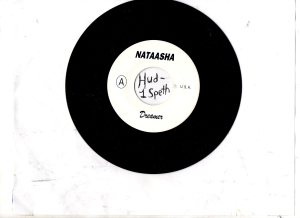 NATAASHA
A
Hud-
1 Speth
U.S.A.
Dreamer